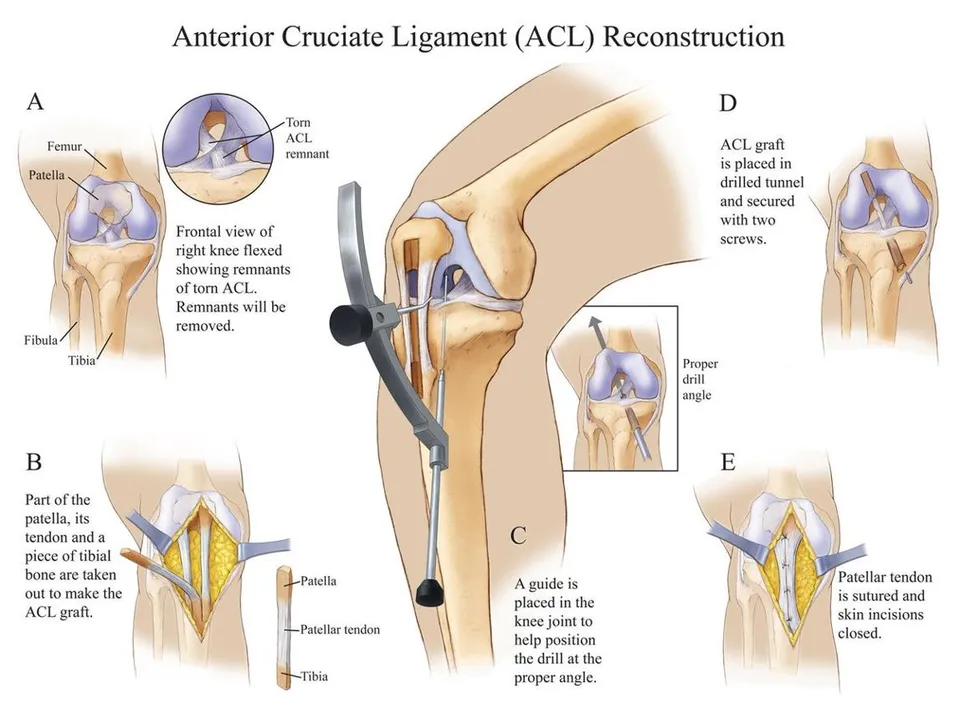 Anterior Cruciate Ligament (ACL) Reconstruction
A
Femur
Patella
Fibula
Tibia
Torn
ACL
remnant
Frontal view of
right knee flexed
showing remnants
of torn ACL.
Remnants will be
removed.
B
Part of the
patella, its
tendon and a
piece of tibial
bone are taken
out to make the
ACL graft.
Patella
Patellar tendon
Tibia
C
A guide is
placed in the
knee joint to
help position
the drill at the
proper angle.
Proper
drill
angle
D
ACL graft
is placed in
drilled tunnel
and secured
with two
screws.
E
Patellar tendon
is sutured and
skin incisions
closed.